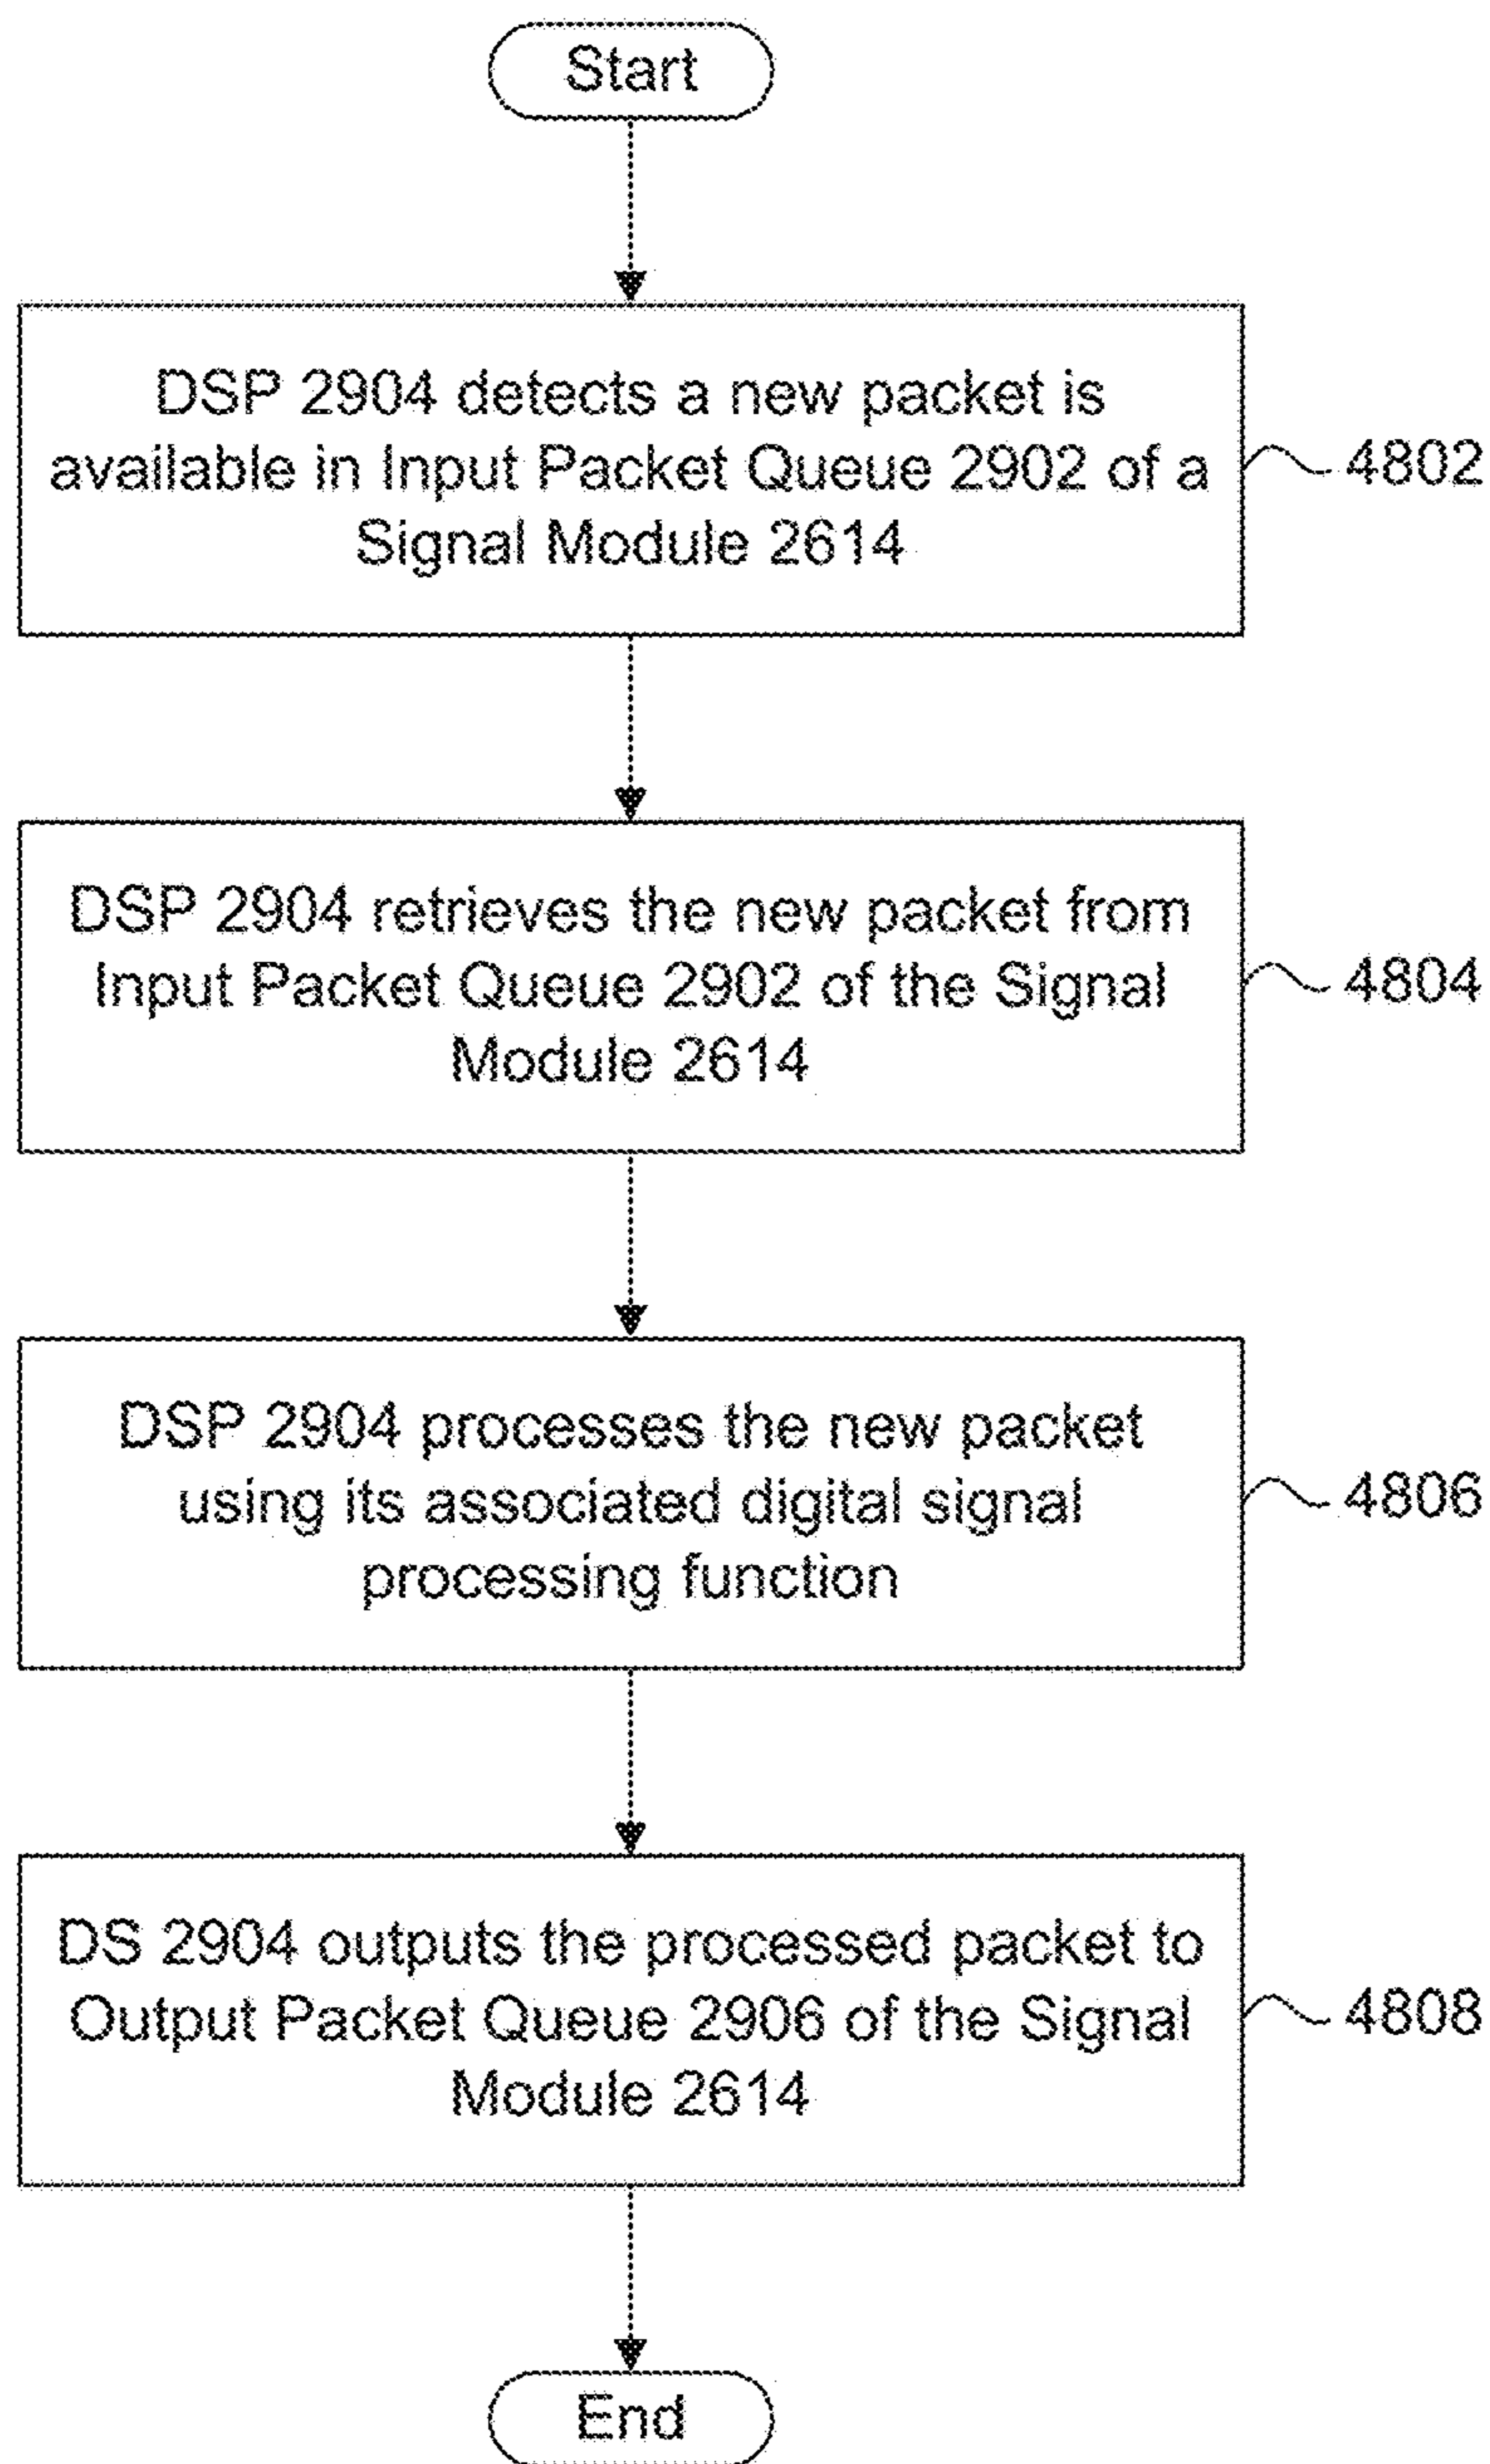 Start
DSP 2904 detects a new packet is
available in Input Packet Queue 2902 of a
Signal Module 2614
4802
DSP 2904 retrieves the new packet from
Input Packet Queue 2902 of the Signal
Module 2614
4804
DSP 2904 processes the new packet
using its associated digital signal
processing function
4806
DS 2904 outputs the processed packet to
Output Packet Queue 2906 of the Signal
Module 2614
4808
End